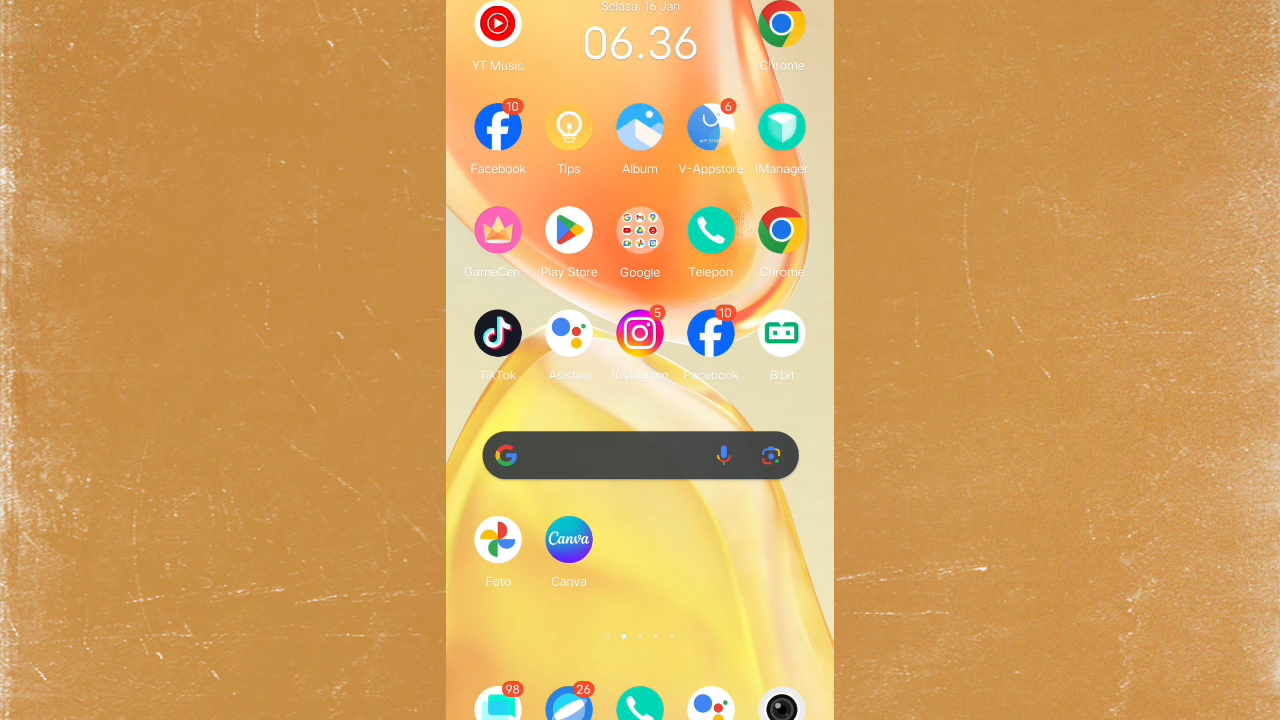 Selasa, 16 Jan
06.36
YT Music
Chrome
10
6
Facebook
Tips
Album
V-Appstore
iManager
GameCen
Play Store
Google
Telepon
Chrome
5
10
TikTok
Asisten
Instagram
Facebook
Bibit
Canva
Foto
Canva
98
26